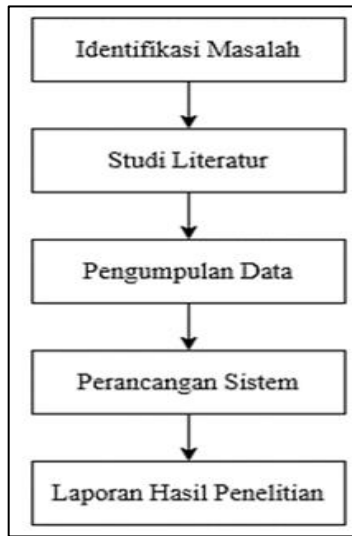 Identifikasi Masalah
Studi Literatur
Pengumpulan Data
Perancangan Sistem
Laporan Hasil Penelitian